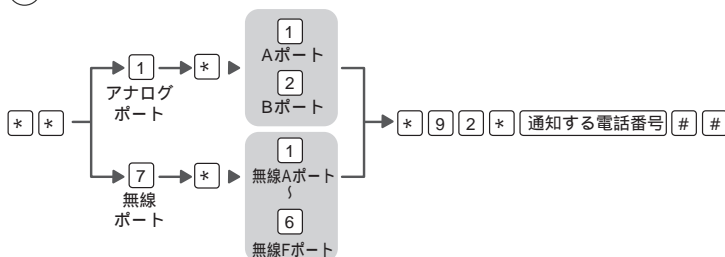 1
Aポート
2
Bポート
1 *
アナログ
ポート
* *
* 9 2 * 通知する電話番号 # #
7 *
無線
ポート
1
無線Aポート
〜
6
無線Fポート